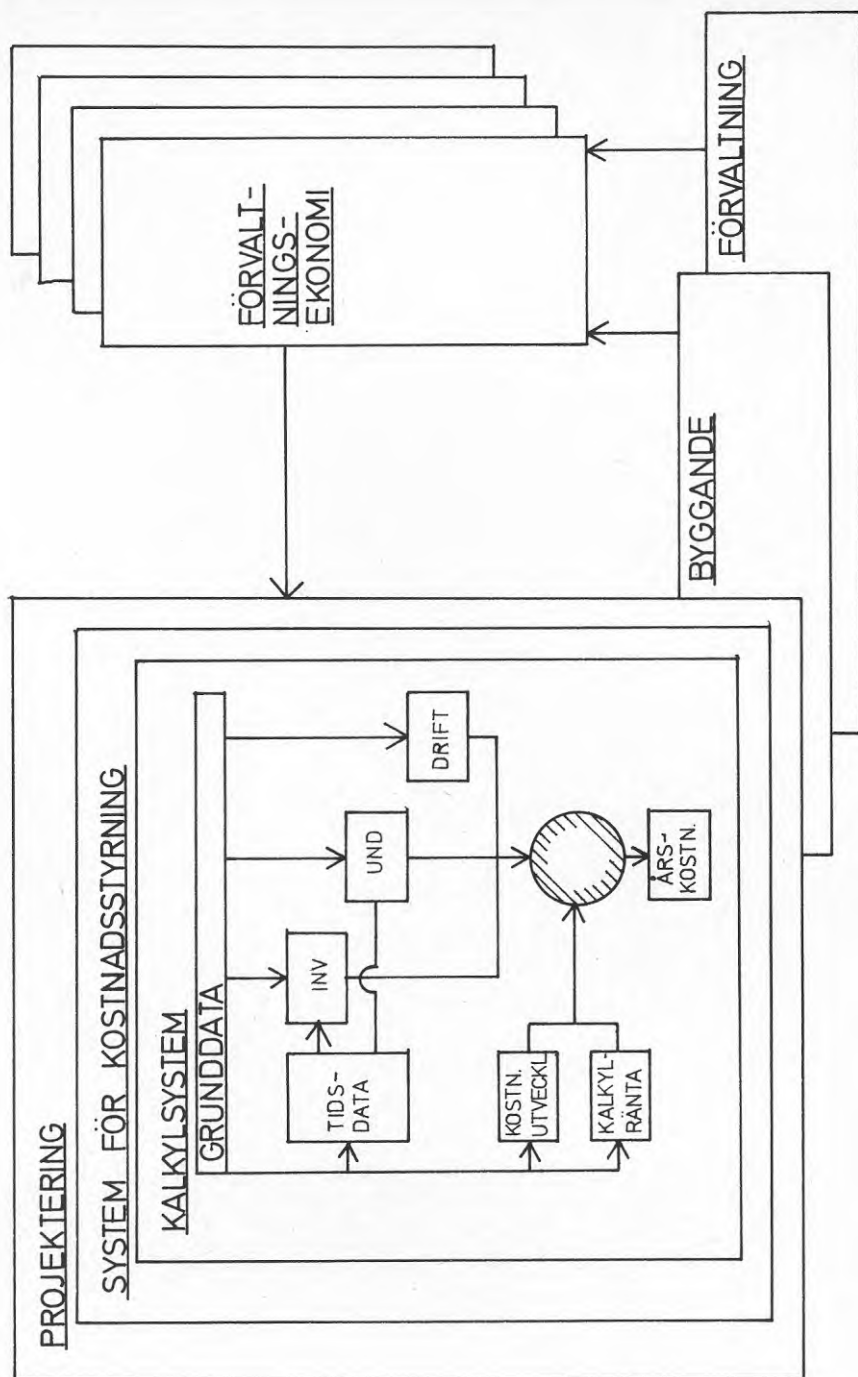 PROJEKTERING
SYSTEM FÖR KOSTNADSSTYRNING
KALKYLSYSTEM
GRUNDDATA
TIDS-
DATA
INV
UND
DRIFT
KOSTN.
UTVECKL
KALKYL-
RÄNTA
ÅRS-
KOSTN.
FÖRVALT-
NINGS-
EKONOMI
BYGGANDE
FÖRVALTNING